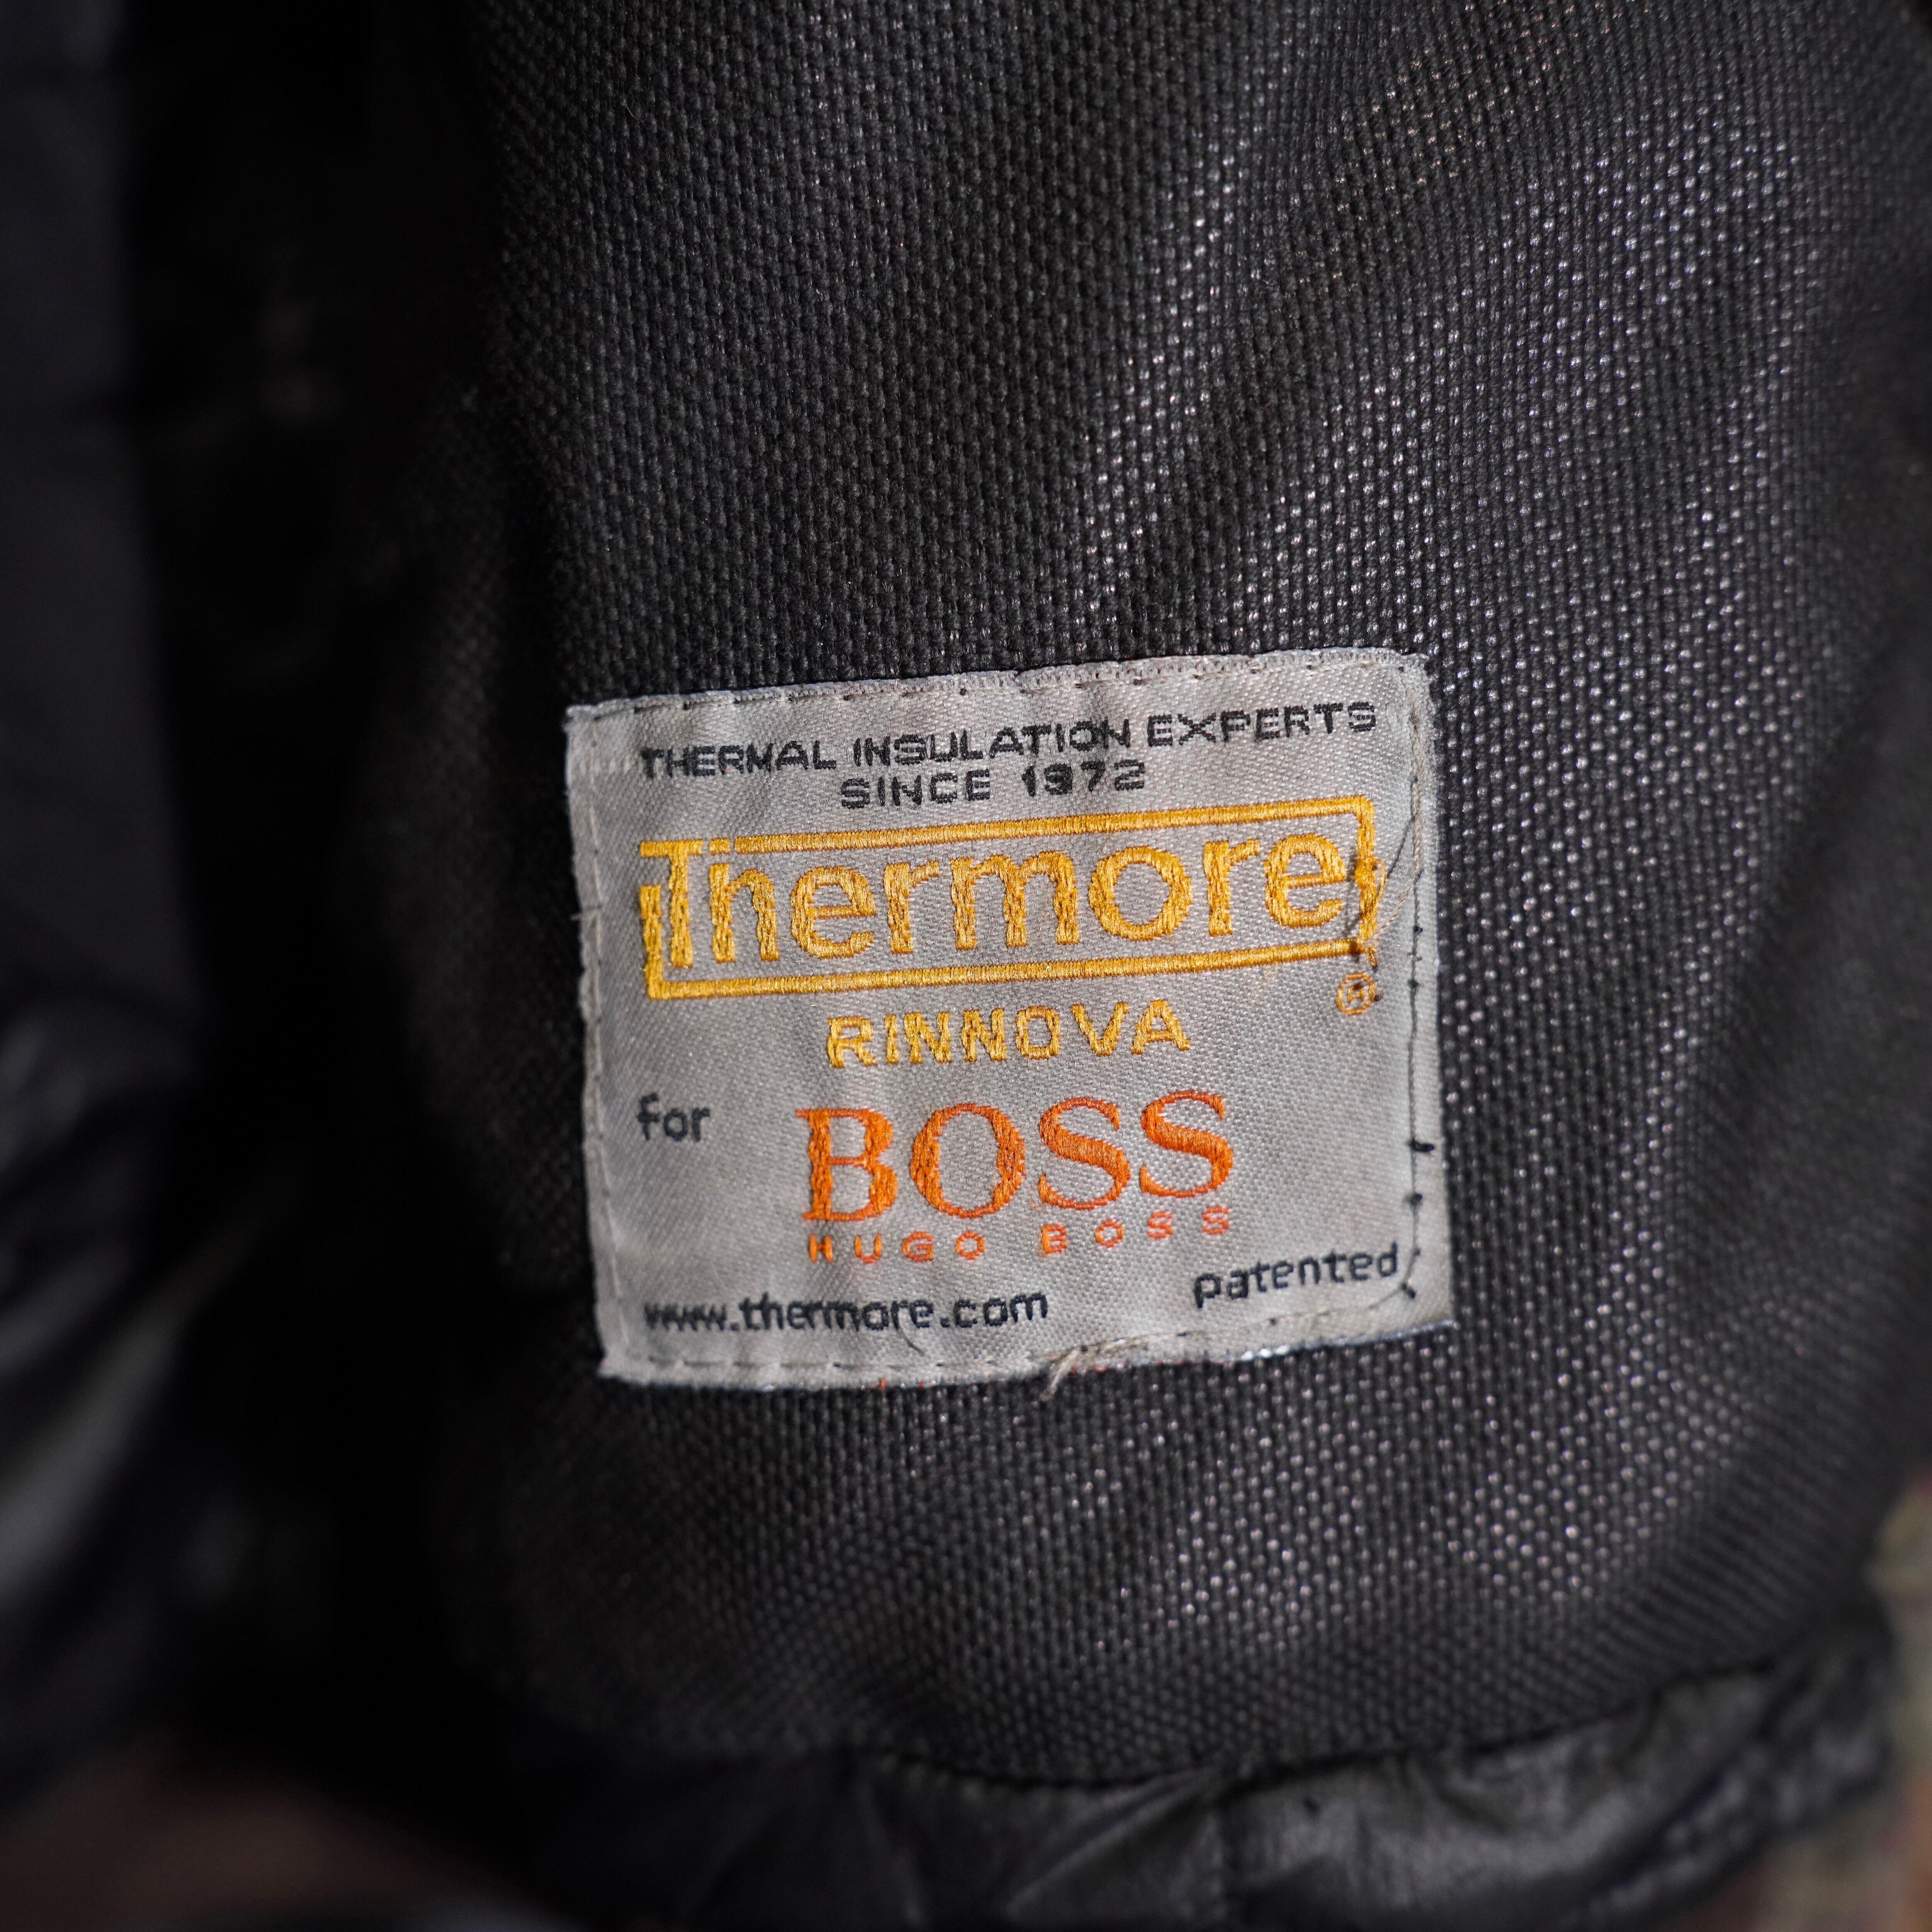 THERMAL INSULATION EXPERTS
SINCE 1972
Thermore
®
RINNOVA
for BOSS
HUGO BOSS
www.thermore.com patented